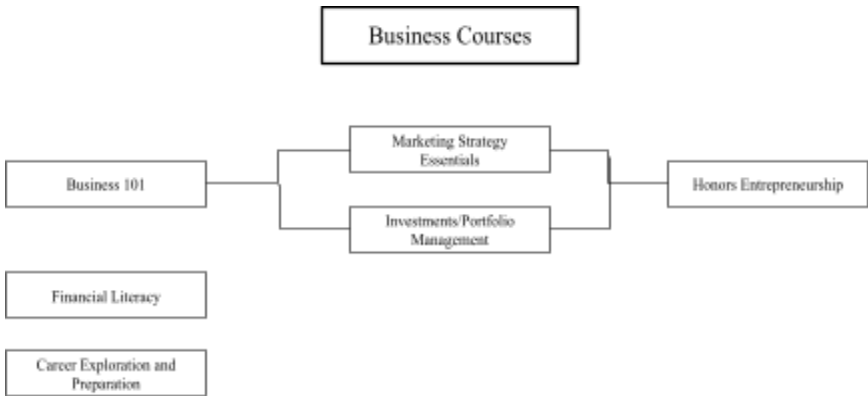 Business Courses
Marketing Strategy
Essentials
Business 101
Honors Entrepreneurship
Investments/Portfolio
Management
Financial Literacy
Career Exploration and
Preparation